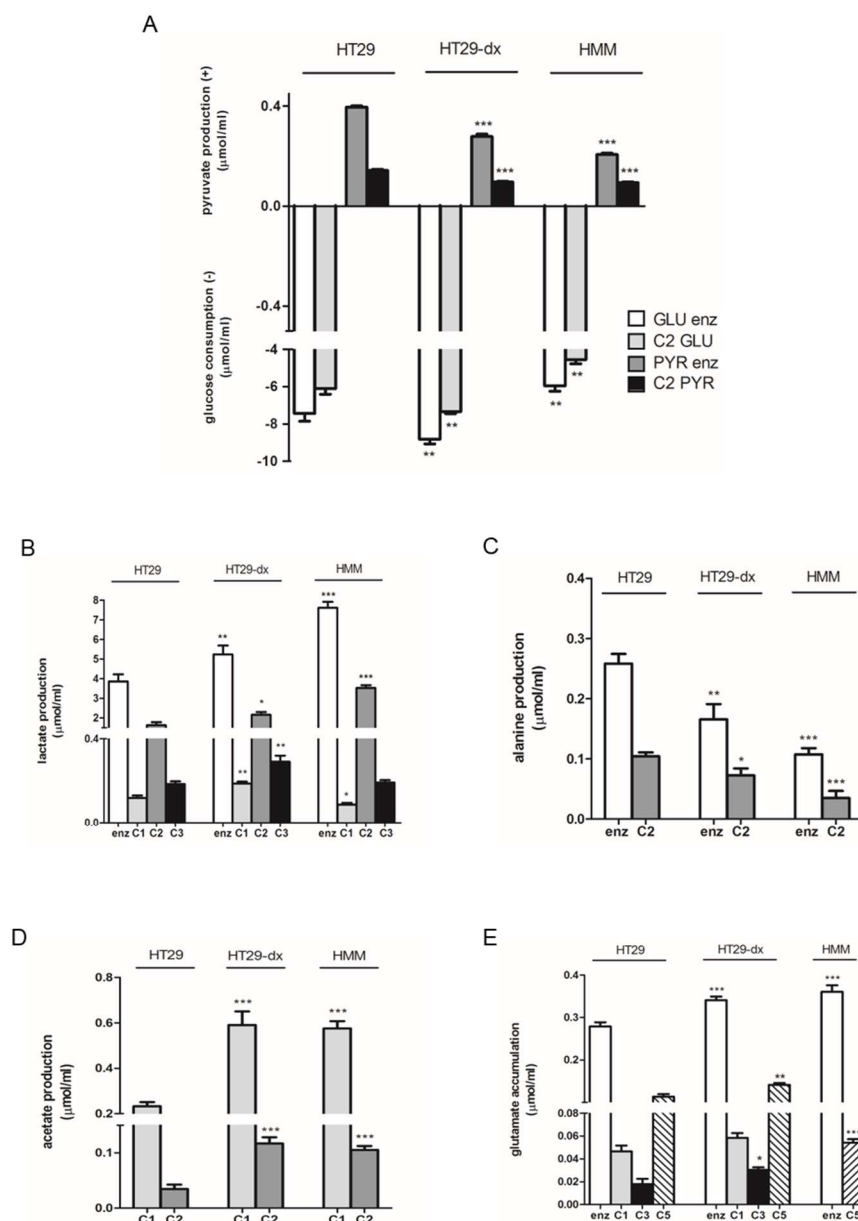 A
HT29 HT29-dx HMM
pyruvate production (+)
(μmol/ml)
glucose consumption (-)
(μmol/ml)
0.4
0.0
-0.4
-4
-6
-8
-10
*** *** *** ***
** ** ** **
GLU enz
C2 GLU
PYR enz
C2 PYR
B
HT29 HT29-dx HMM
lactate production
(μmol/ml)
8
7
6
5
4
3
2
0.4
0.0
** ** * **
*** * ***
enz C1 C2 C3 enz C1 C2 C3 enz C1 C2 C3
C
HT29 HT29-dx HMM
alanine production
(μmol/ml)
0.4
0.3
0.2
0.1
0.0
** * *** ***
enz C2 enz C2 enz C2
D
HT29 HT29-dx HMM
acetate production
(μmol/ml)
0.8
0.6
0.4
0.2
0.1
0.0
*** *** *** ***
C1 C2 C1 C2 C1 C2
E
HT29 HT29-dx HMM
glutamate accumulation
(μmol/ml)
0.4
0.3
0.2
0.08
0.06
0.04
0.02
0.00
*** * ** *** ***
enz C1 C3 C5 enz C1 C3 C5 enz C5